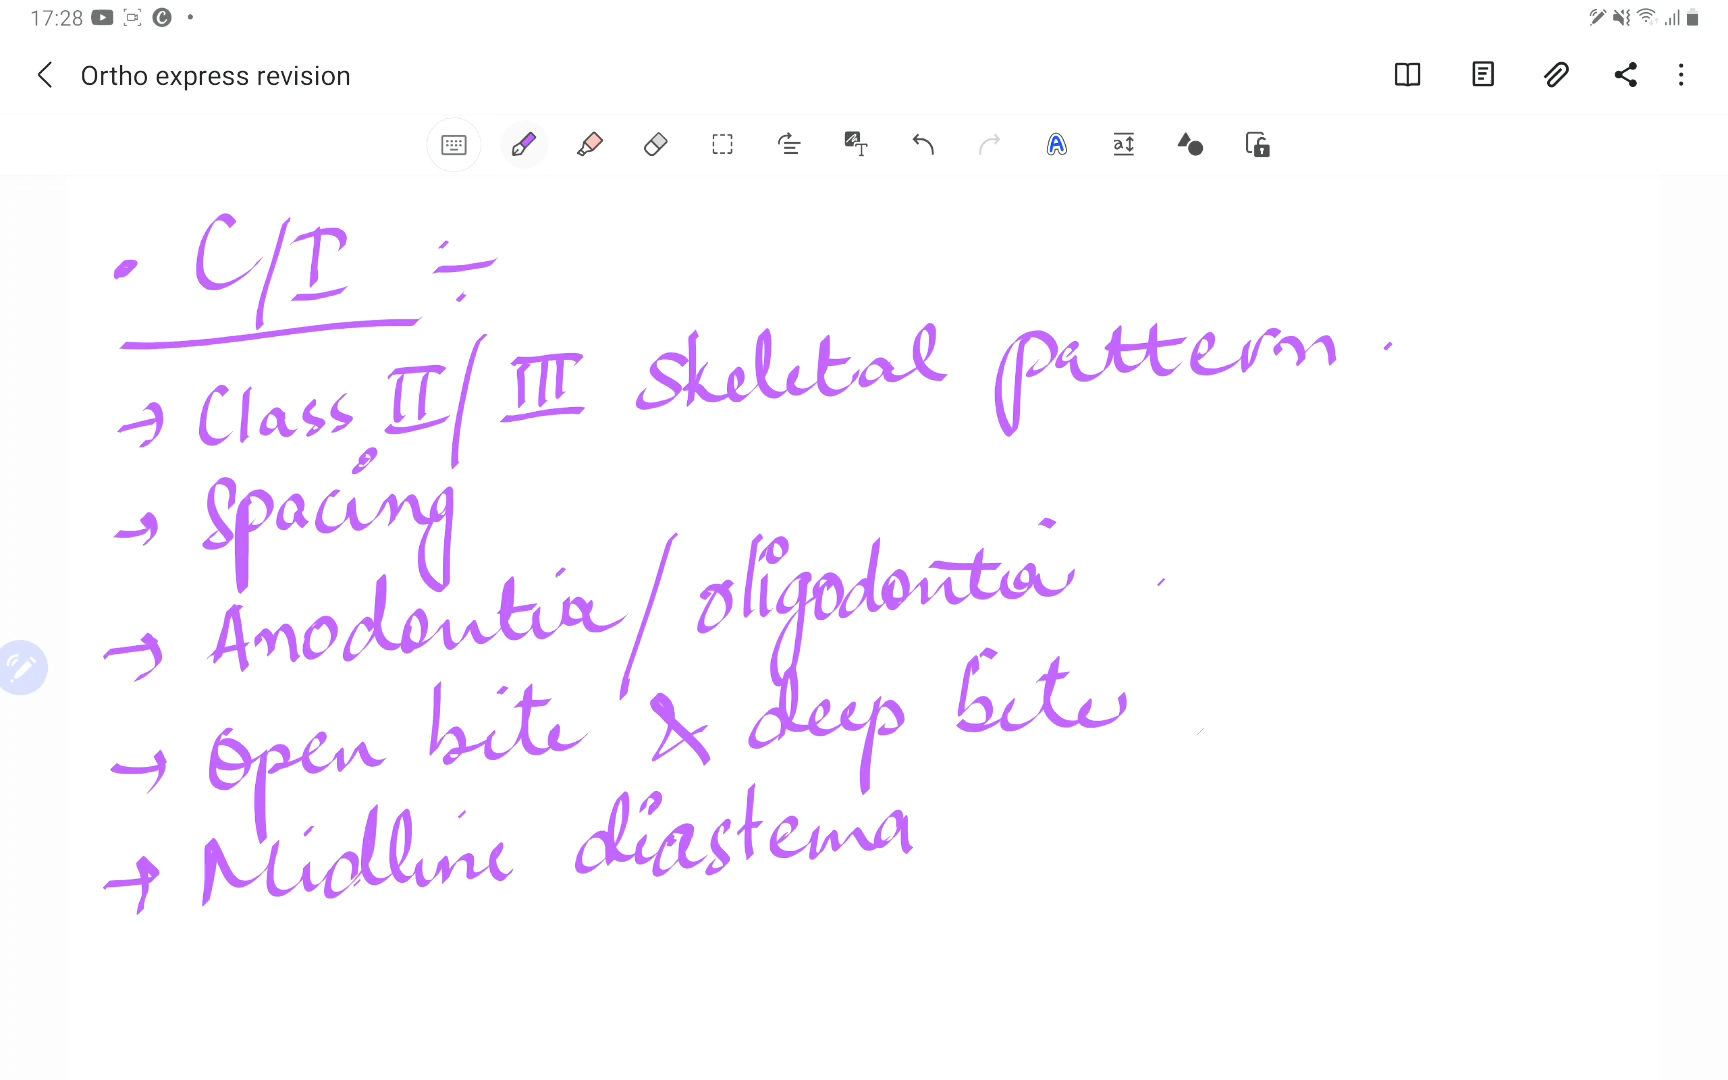 17:28
Ortho express revision
• C/I ÷
→ Class II/III skeletal pattern.
→ Spacing
→ Anodontia/oligodontia.
→ Open bite & deep bite
→ Midline diastema